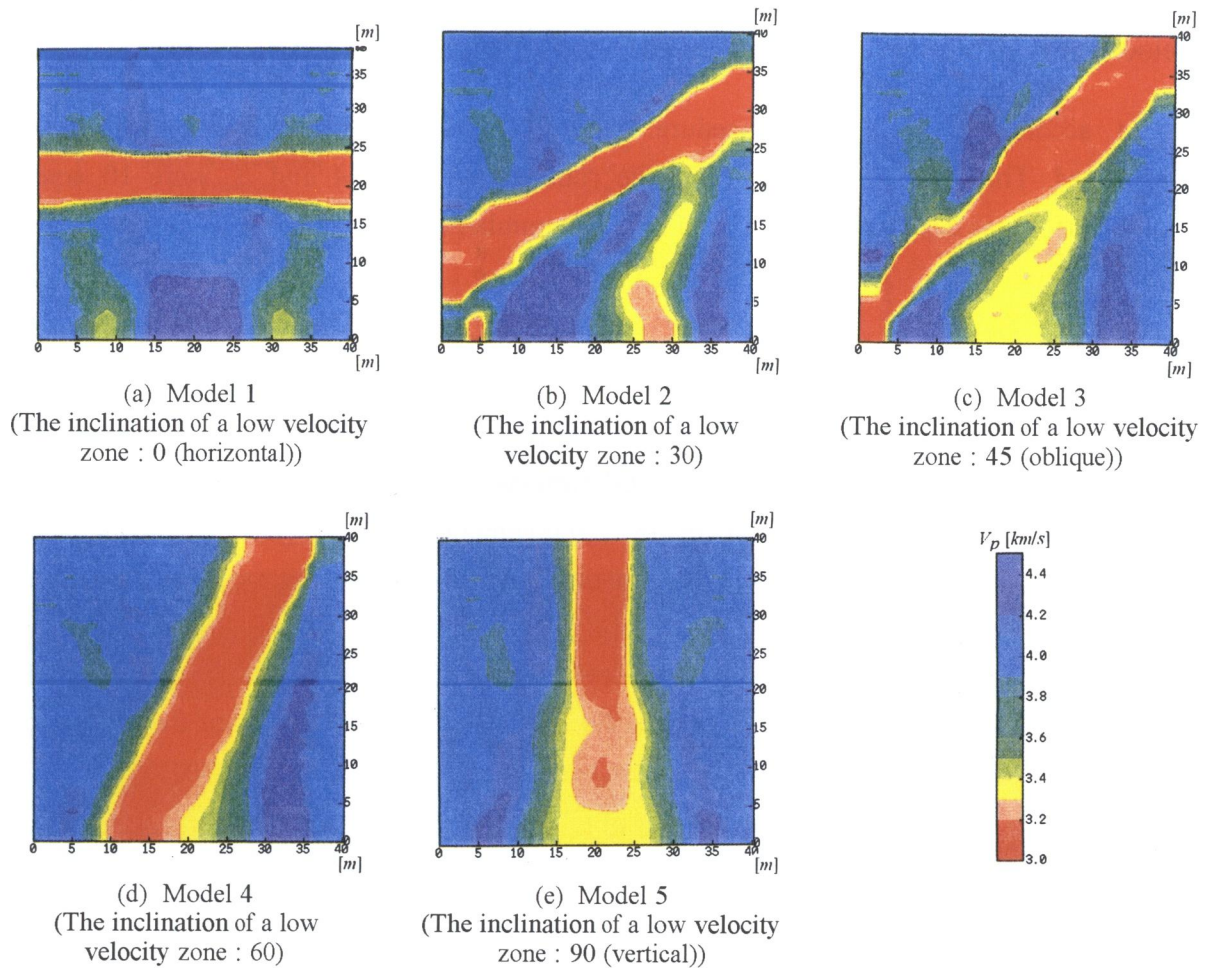 [m]
40
35
30
25
20
15
10
5
0
0 5 10 15 20 25 30 35 40
[m]
(a) Model 1
(The inclination of a low velocity
zone : 0 (horizontal))
[m]
40
35
30
25
20
15
10
5
0
0 5 10 15 20 25 30 35 40
[m]
(b) Model 2
(The inclination of a low
velocity zone : 30)
[m]
40
35
30
25
20
15
10
5
0
0 5 10 15 20 25 30 35 40
[m]
(c) Model 3
(The inclination of a low velocity
zone : 45 (oblique))
[m]
40
35
30
25
20
15
10
5
0
0 5 10 15 20 25 30 35 40
[m]
(d) Model 4
(The inclination of a low
velocity zone : 60)
[m]
40
35
30
25
20
15
10
5
0
0 5 10 15 20 25 30 35 40
[m]
(e) Model 5
(The inclination of a low velocity
zone : 90 (vertical))
Vp [km/s]
4.4
4.2
4.0
3.8
3.6
3.4
3.2
3.0